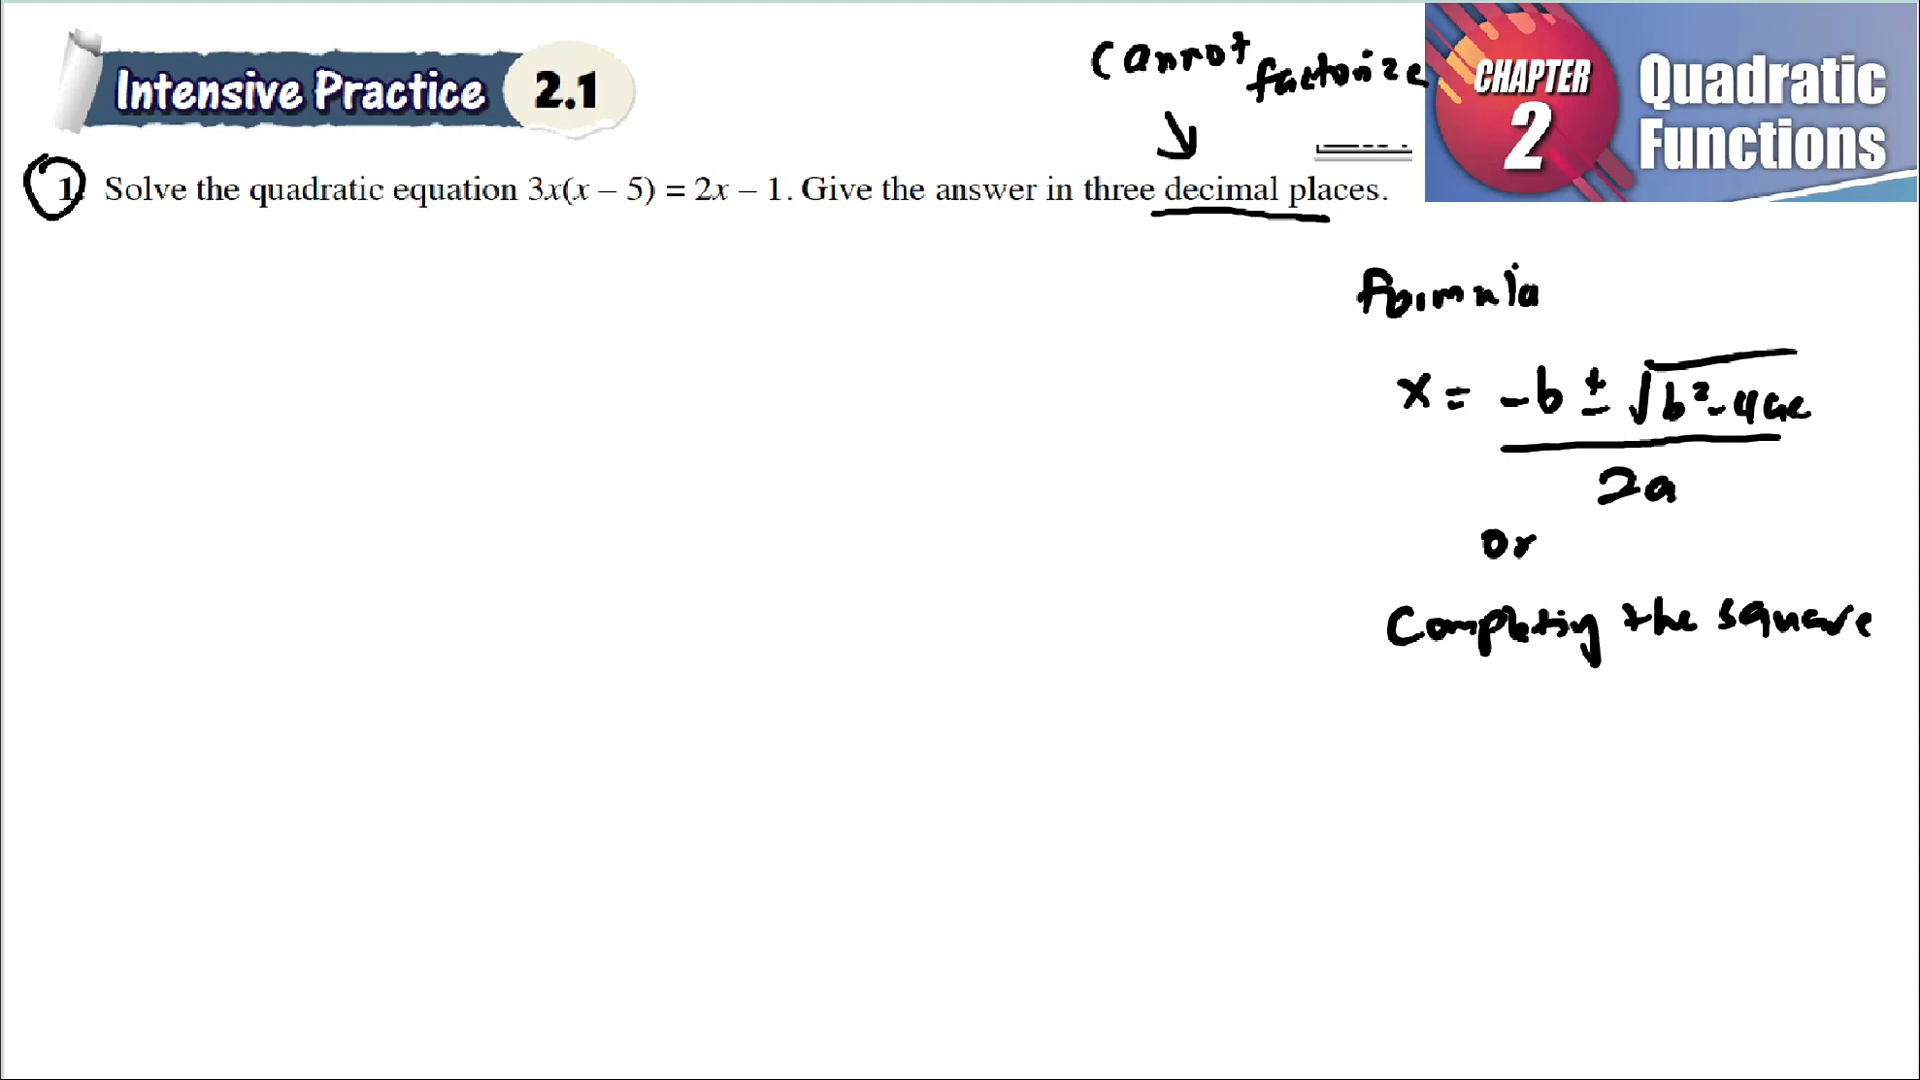 Intensive Practice 2.1
cannot factorize
CHAPTER 2 Quadratic Functions
1. Solve the quadratic equation 3x(x − 5) = 2x − 1. Give the answer in three decimal places.
formula
x = −b ± √b² − 4ac
2a
or
Completing the square